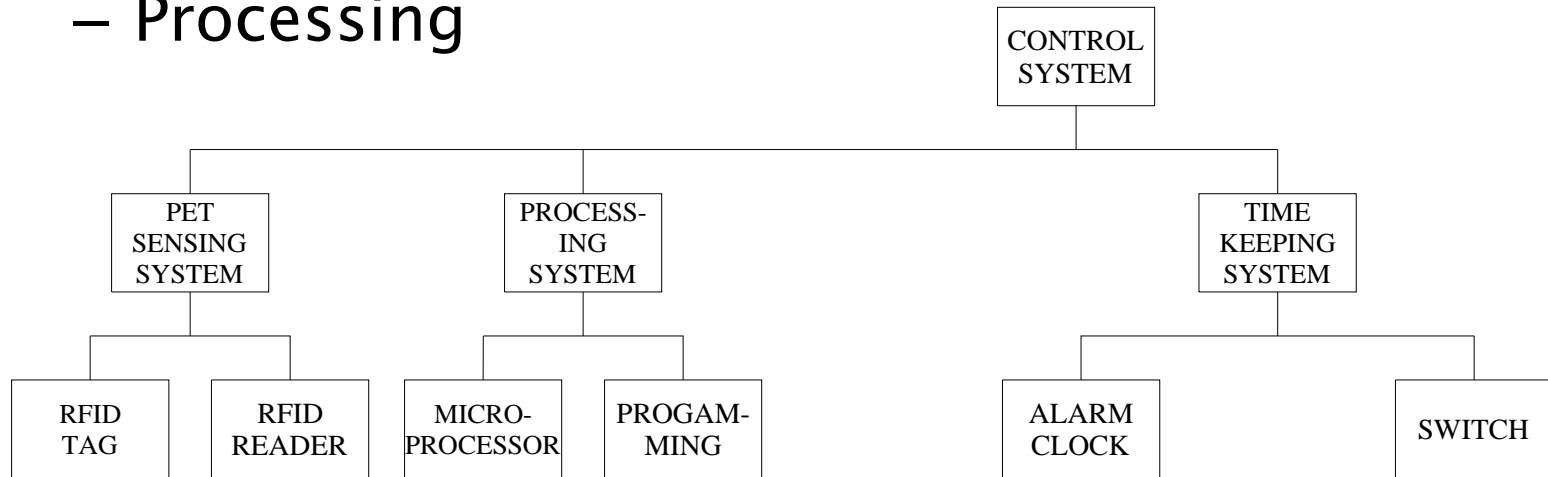 – Processing
CONTROL
SYSTEM
PET
SENSING
SYSTEM
PROCESS-
ING
SYSTEM
TIME
KEEPING
SYSTEM
RFID
TAG
RFID
READER
MICRO-
PROCESSOR
PROGAM-
MING
ALARM
CLOCK
SWITCH